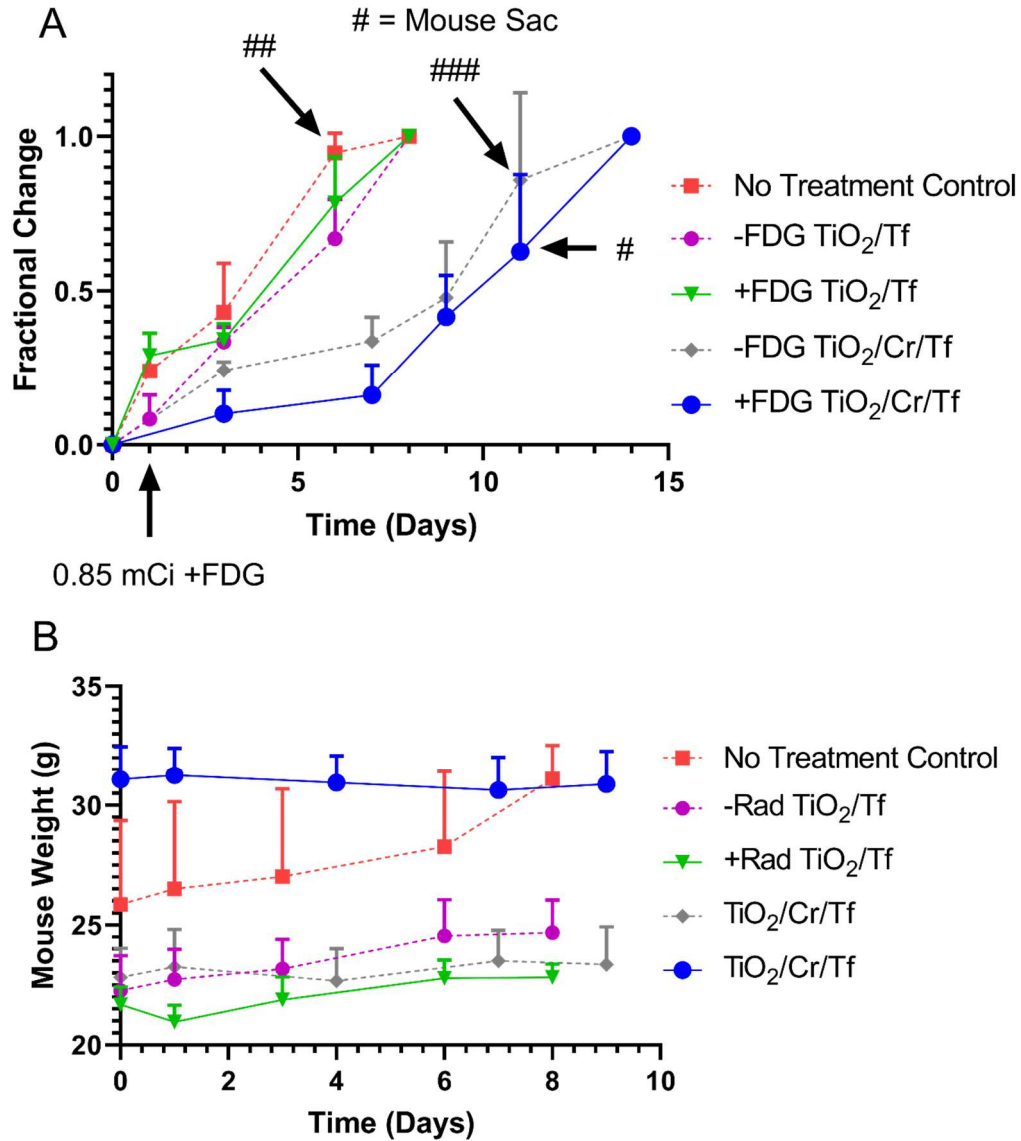 A
# = Mouse Sac
##
###
#
1.0
0.5
0.0
Fractional Change
0
5
10
15
Time (Days)
0.85 mCi +FDG
No Treatment Control
-FDG TiO₂/Tf
+FDG TiO₂/Tf
-FDG TiO₂/Cr/Tf
+FDG TiO₂/Cr/Tf
B
35
30
25
20
Mouse Weight (g)
0
2
4
6
8
10
Time (Days)
No Treatment Control
-Rad TiO₂/Tf
+Rad TiO₂/Tf
TiO₂/Cr/Tf
TiO₂/Cr/Tf